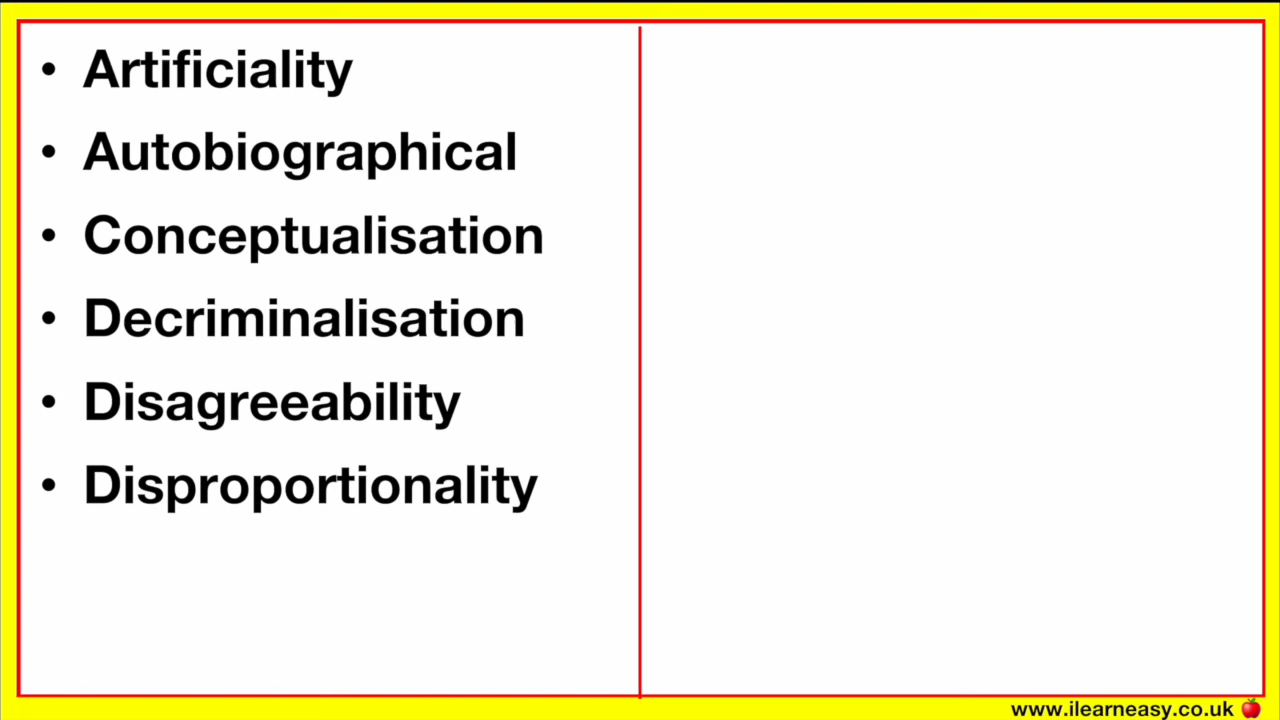 • Artificiality
• Autobiographical
• Conceptualisation
• Decriminalisation
• Disagreeability
• Disproportionality
www.ilearneasy.co.uk